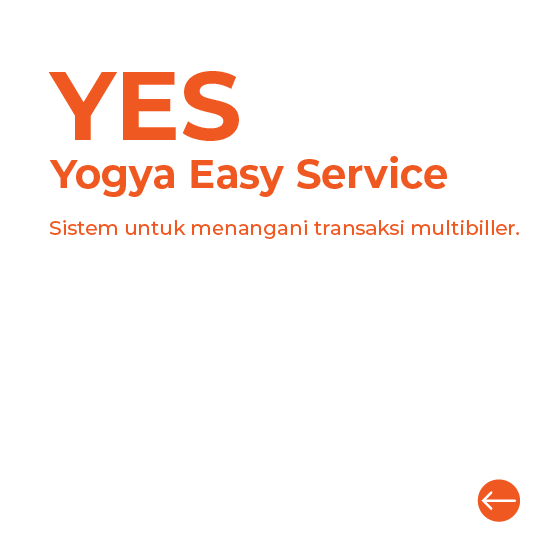 YES
Yogya Easy Service
Sistem untuk menangani transaksi multibiller.